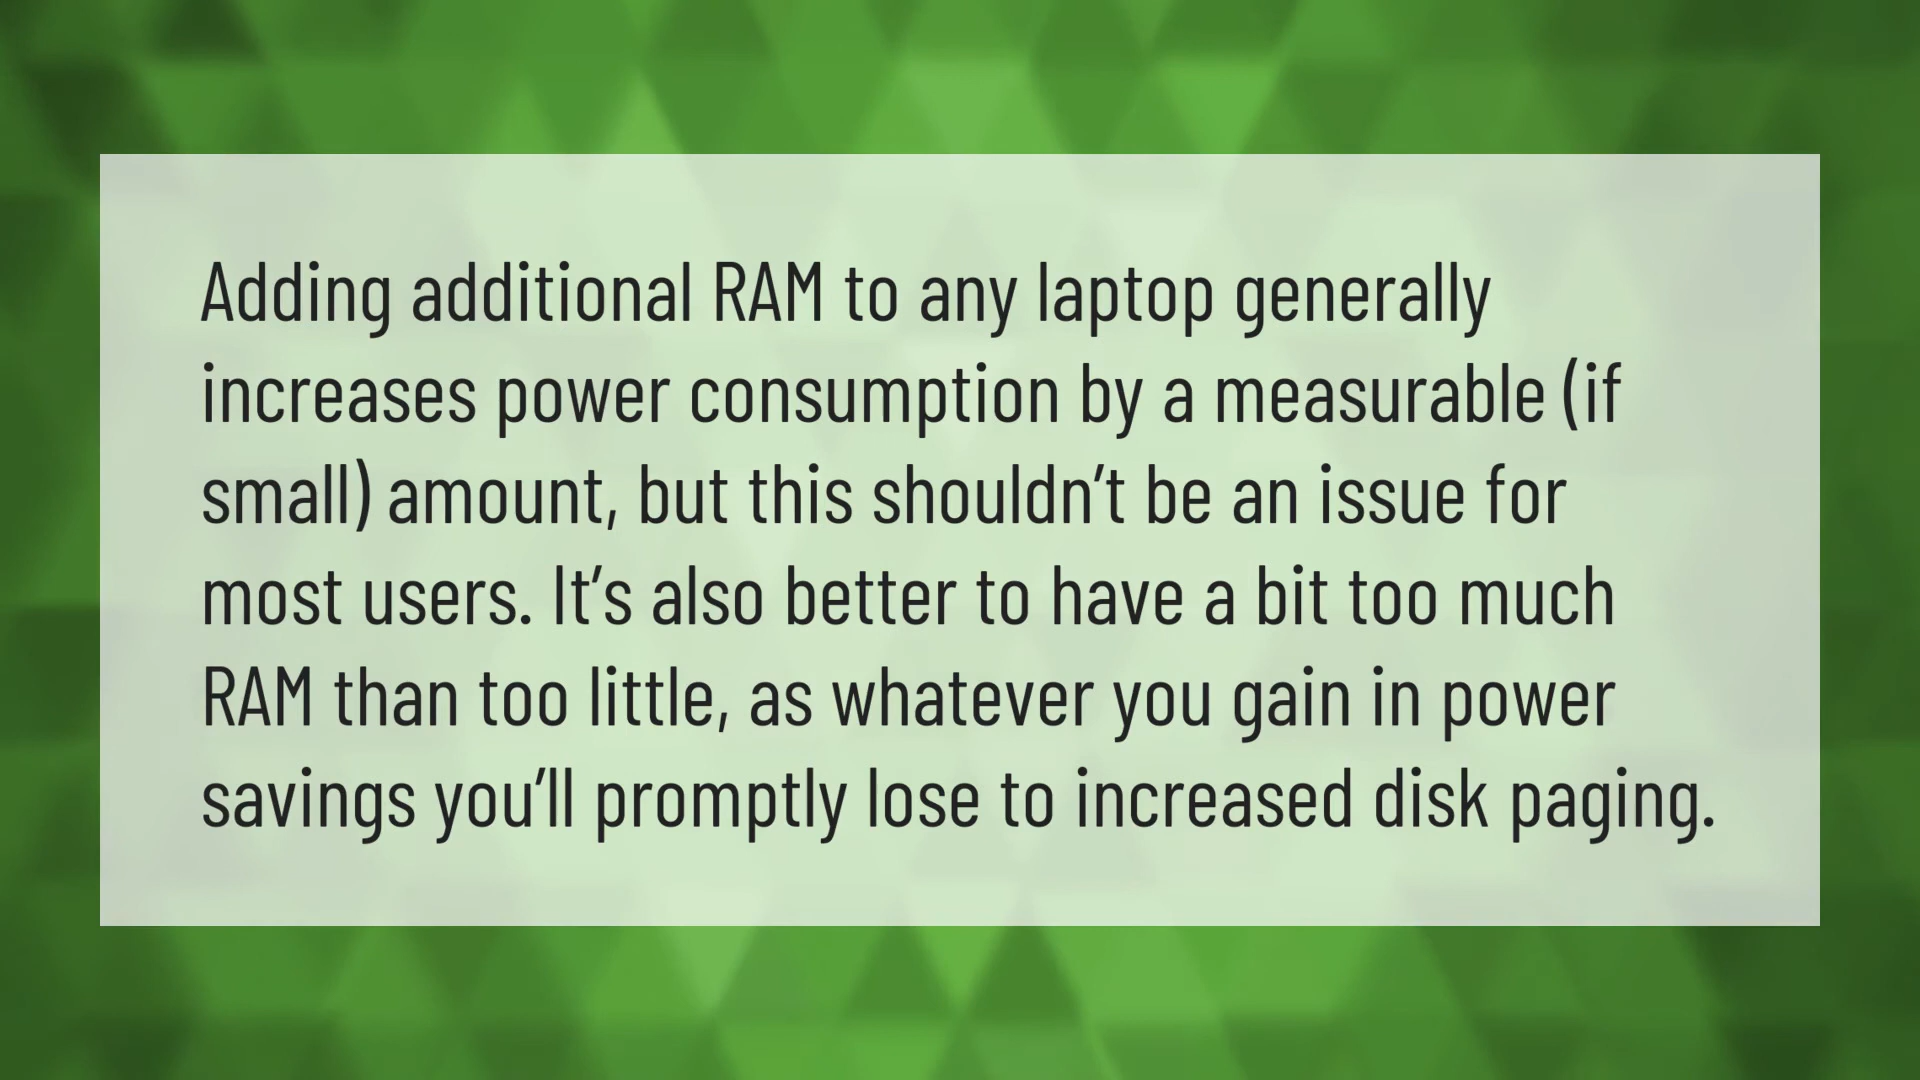 Adding additional RAM to any laptop generally
increases power consumption by a measurable (if
small) amount, but this shouldn’t be an issue for
most users. It’s also better to have a bit too much
RAM than too little, as whatever you gain in power
savings you’ll promptly lose to increased disk paging.